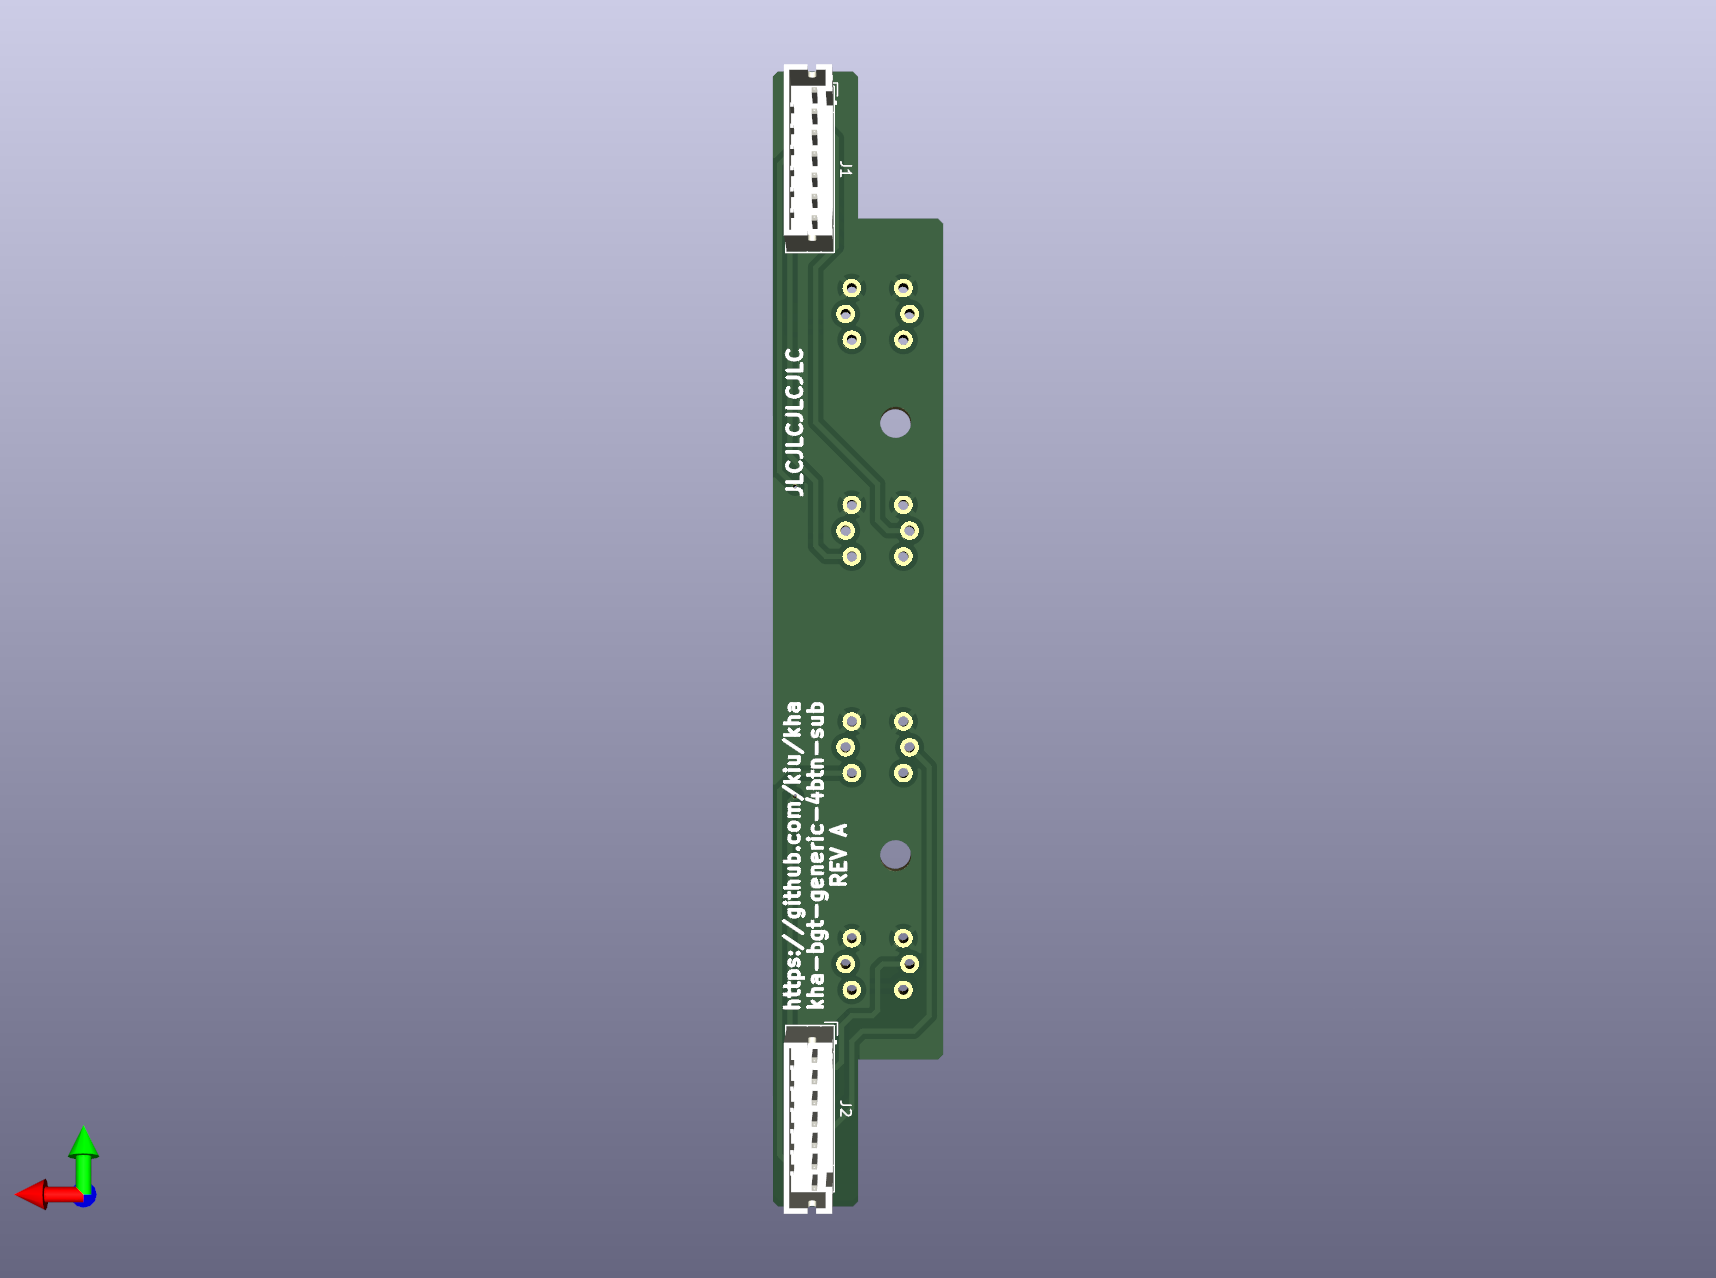 J1
JLCJLCJLCJLC
https://github.com/kiu/kha
kha-bgt-generic-4btn-sub
REV A
J2